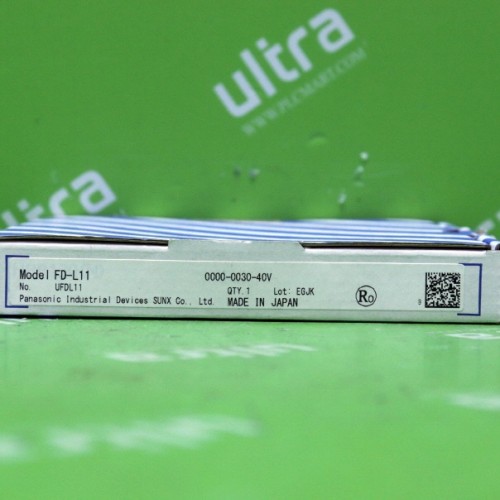 ultra
WWW.PLCMART.COM
ultra
Model FD-L11
0000-0030-40V
No. UFDL11
QTY.1 Lot: EGJK
Panasonic Industrial Devices SUNX Co., Ltd. MADE IN JAPAN
Ro